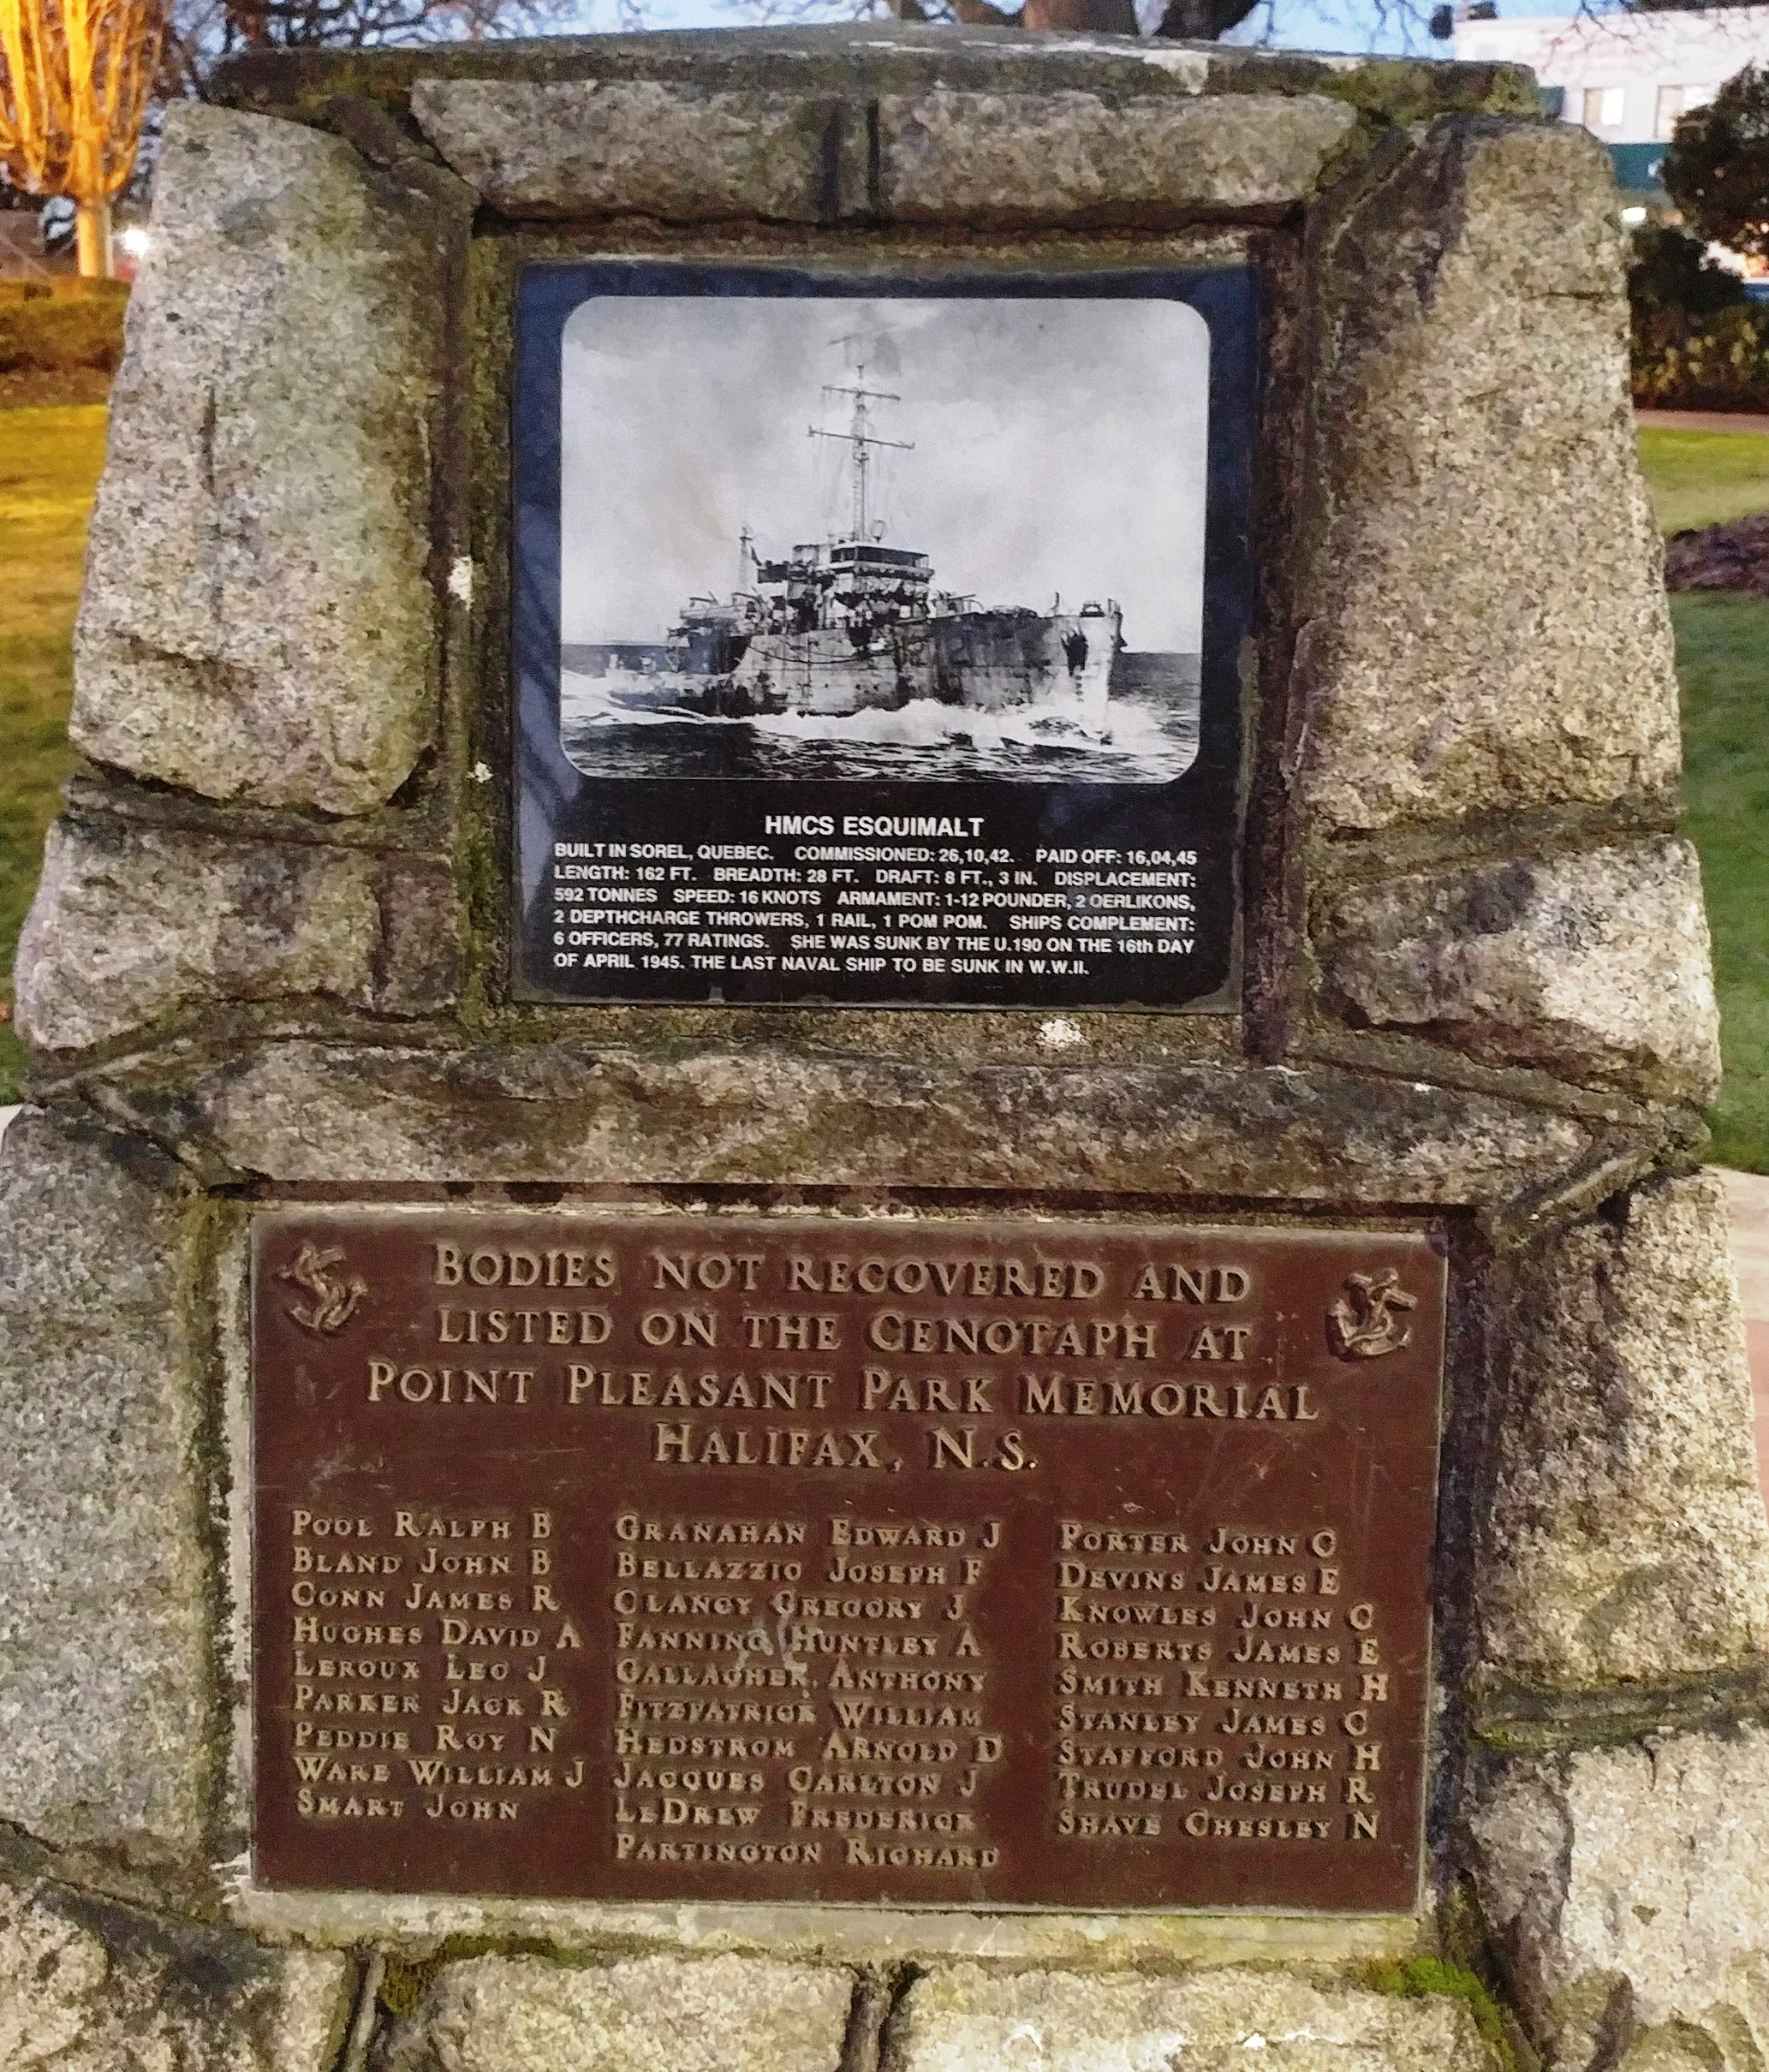 HMCS ESQUIMALT
BUILT IN SOREL, QUEBEC. COMMISSIONED: 26,10,42. PAID OFF: 16,04,45
LENGTH: 162 FT. BREADTH: 28 FT. DRAFT: 8 FT., 3 IN. DISPLACEMENT:
592 TONNES SPEED: 16 KNOTS ARMAMENT: 1-12 POUNDER, 2 OERLIKONS,
2 DEPTHCHARGE THROWERS, 1 RAIL, 1 POM POM. SHIPS COMPLEMENT:
6 OFFICERS, 77 RATINGS. SHE WAS SUNK BY THE U.190 ON THE 16th DAY
OF APRIL 1945. THE LAST NAVAL SHIP TO BE SUNK IN W.W.II.
BODIES NOT RECOVERED AND
LISTED ON THE CENOTAPH AT
POINT PLEASANT PARK MEMORIAL
HALIFAX, N.S.
POOL RALPH B
BLAND JOHN B
CONN JAMES R
HUGHES DAVID A
LEROUX LEO J
PARKER JACK R
PEDDIE ROY N
WARE WILLIAM J
SMART JOHN
GRANAHAN EDWARD J
BELLAZZIO JOSEPH F
CLANCY GREGORY J
FANNING HUNTLEY A
GALLAGHER ANTHONY
FITZPATRICK WILLIAM
HEDSTROM ARNOLD D
JACQUES CARLTON J
LEDREW FREDERICK
PARTINGTON RICHARD
PORTER JOHN C
DEVINS JAMES E
KNOWLES JOHN C
ROBERTS JAMES E
SMITH KENNETH H
STANLEY JAMES C
STAFFORD JOHN H
TRUDEL JOSEPH R
SHAVE CHESLEY N